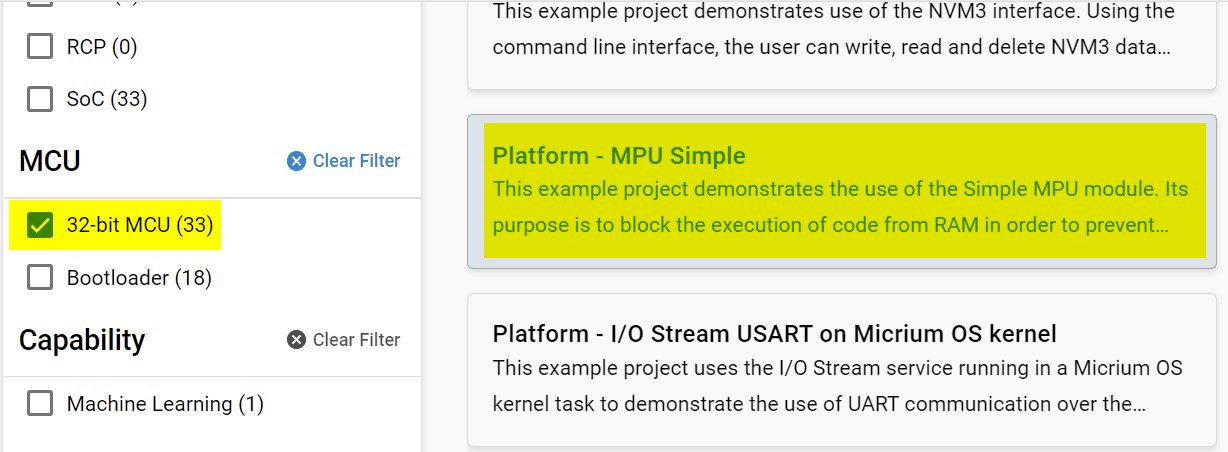 RCP (0)
SoC (33)
MCU
Clear Filter
32-bit MCU (33)
Bootloader (18)
Capability
Clear Filter
Machine Learning (1)
This example project demonstrates use of the NVM3 interface. Using the
command line interface, the user can write, read and delete NVM3 data...
Platform - MPU Simple
This example project demonstrates the use of the Simple MPU module. Its
purpose is to block the execution of code from RAM in order to prevent...
Platform - I/O Stream USART on Micrium OS kernel
This example project uses the I/O Stream service running in a Micrium OS
kernel task to demonstrate the use of UART communication over the...